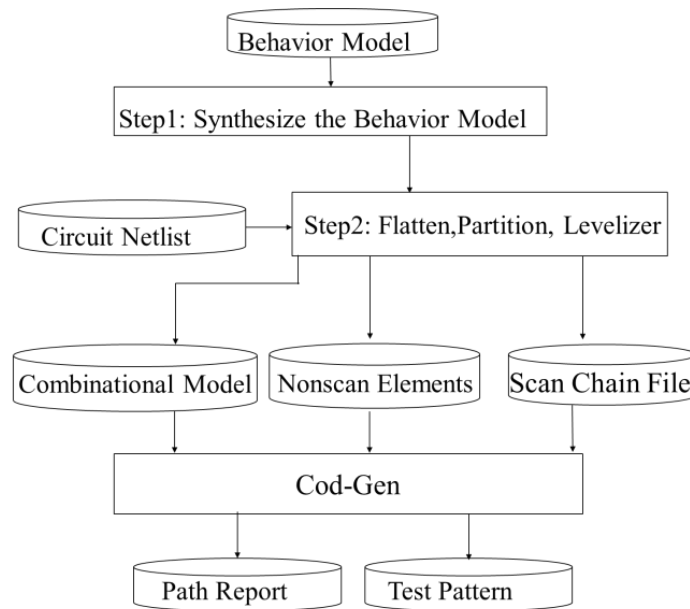 Behavior Model
Step1: Synthesize the Behavior Model
Step2: Flatten,Partition, Levelizer
Circuit Netlist
Combinational Model
Nonscan Elements
Scan Chain File
Cod-Gen
Path Report
Test Pattern